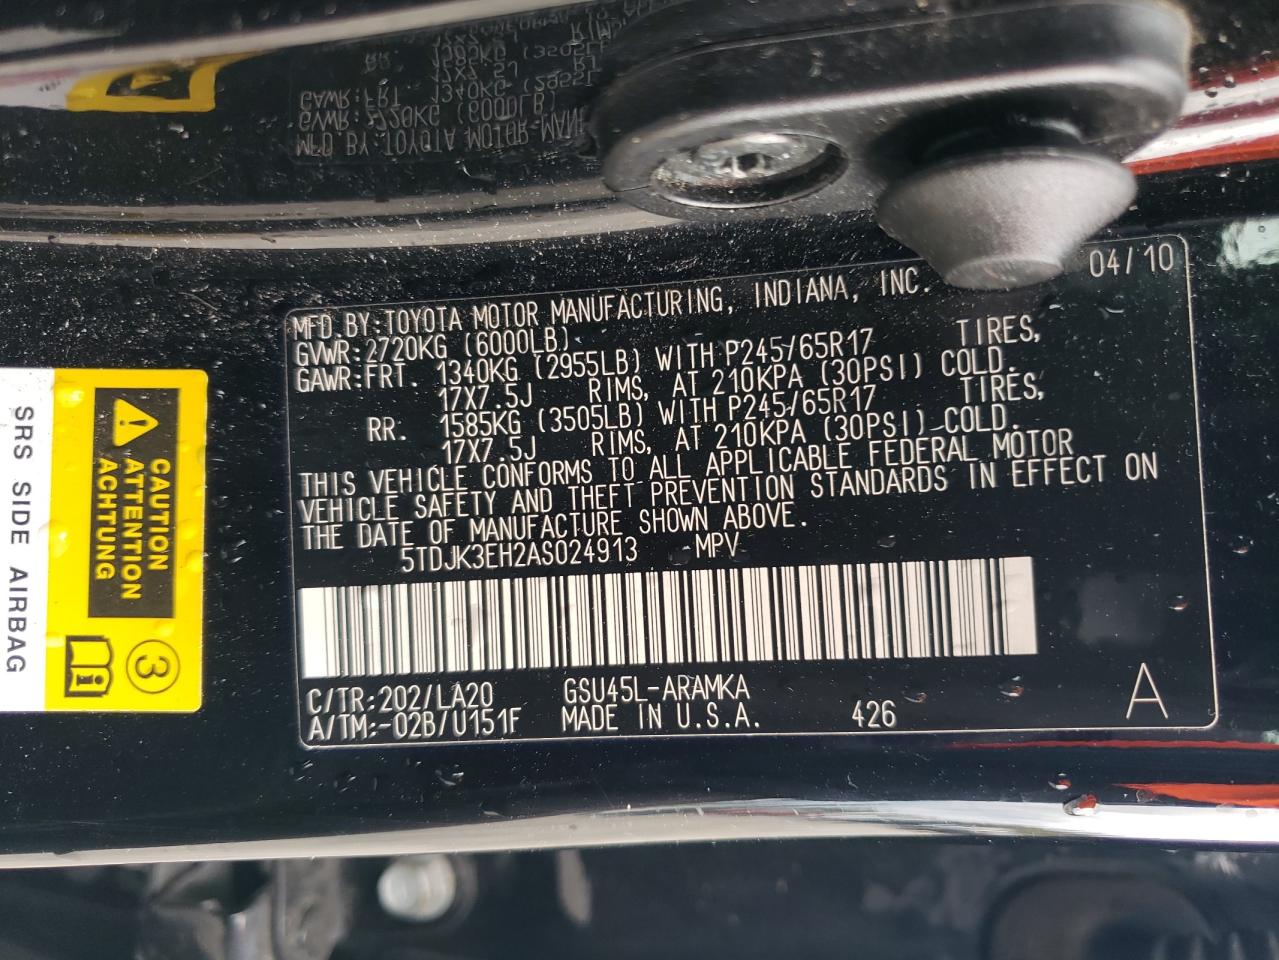 MFD BY:TOYOTA MOTOR MANUFACTURING, INDIANA, INC. 04/10
GVWR:2720KG (6000LB)
GAWR:FRT. 1340KG (2955LB) WITH P245/65R17 TIRES,
17X7.5J RIMS, AT 210KPA (30PSI) COLD.
RR. 1585KG (3505LB) WITH P245/65R17 TIRES,
17X7.5J RIMS, AT 210KPA (30PSI) COLD.
THIS VEHICLE CONFORMS TO ALL APPLICABLE FEDERAL MOTOR
VEHICLE SAFETY AND THEFT PREVENTION STANDARDS IN EFFECT ON
THE DATE OF MANUFACTURE SHOWN ABOVE.
5TDJK3EH2AS024913 MPV
C/TR:202/LA20 GSU45L-ARAMKA
A/TM:-02B/U151F MADE IN U.S.A. 426 A
CAUTION
ATTENTION
ACHTUNG
3
SRS SIDE AIRBAG